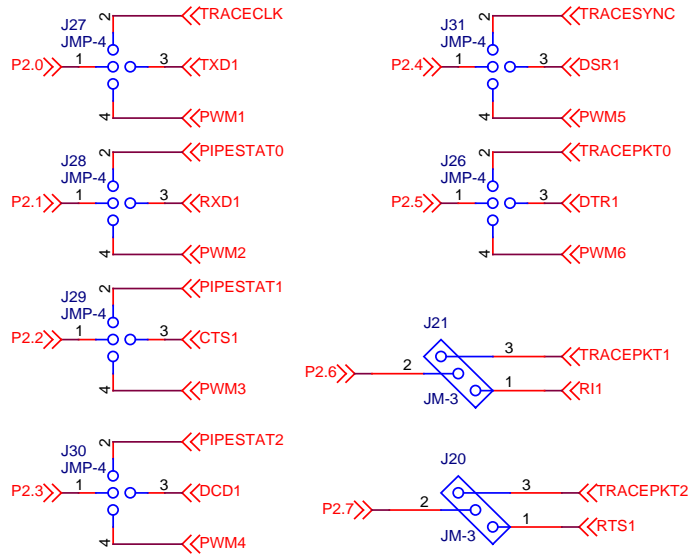 J27
JMP-4
2
TRACECLK
P2.0
1
3
TXD1
4
PWM1
J31
JMP-4
2
TRACESYNC
P2.4
1
3
DSR1
4
PWM5
J28
JMP-4
2
PIPESTAT0
P2.1
1
3
RXD1
4
PWM2
J26
JMP-4
2
TRACEPKT0
P2.5
1
3
DTR1
4
PWM6
J29
JMP-4
2
PIPESTAT1
P2.2
1
3
CTS1
4
PWM3
J21
3
TRACEPKT1
P2.6
2
1
RI1
JM-3
J30
JMP-4
2
PIPESTAT2
P2.3
1
3
DCD1
4
PWM4
J20
3
TRACEPKT2
P2.7
2
1
RTS1
JM-3